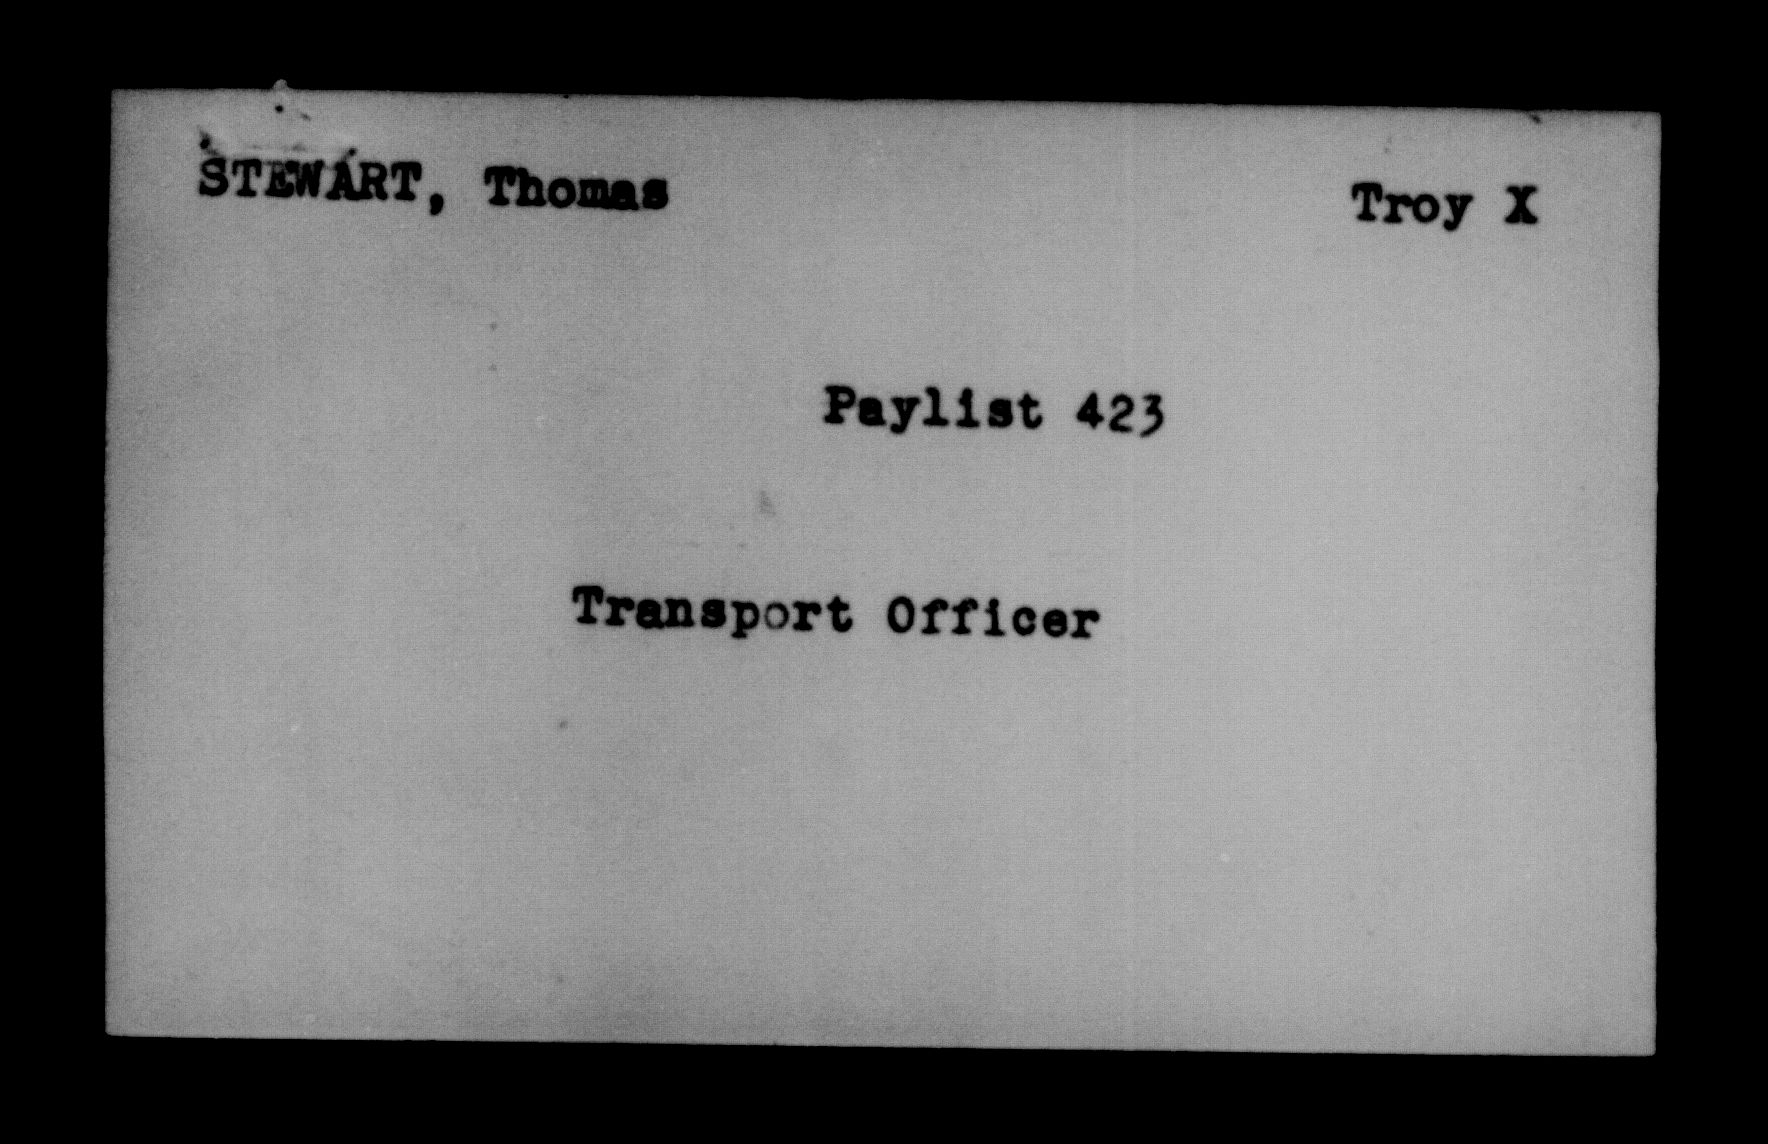 STEWART, Thomas Troy X
Paylist 423
Transport Officer